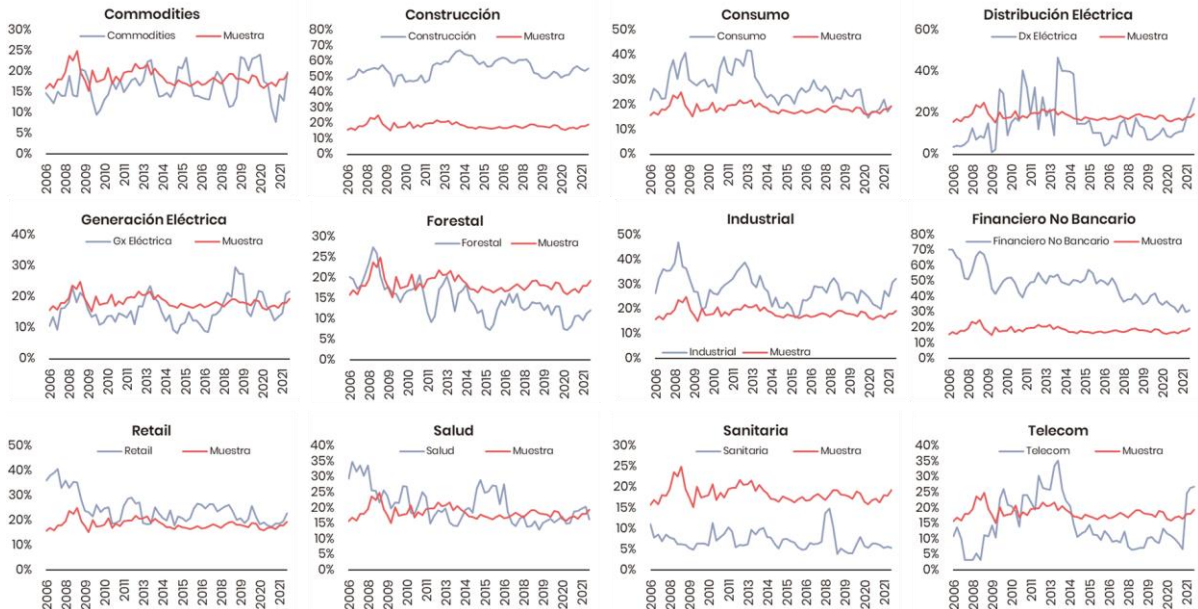 Commodities
Commodities Muestra
30%
25%
20%
15%
10%
5%
0%
2006 2008 2009 2010 2011 2013 2014 2015 2016 2018 2019 2020 2021
Construcción
Construcción Muestra
80%
70%
60%
50%
40%
30%
20%
10%
0%
2006 2008 2009 2010 2011 2013 2014 2015 2016 2018 2019 2020 2021
Consumo
Consumo Muestra
50%
40%
30%
20%
10%
0%
2006 2008 2009 2010 2011 2013 2014 2015 2016 2018 2019 2020 2021
Distribución Eléctrica
Dx Eléctrica Muestra
60%
40%
20%
0%
2006 2008 2009 2010 2011 2013 2014 2015 2016 2018 2019 2020 2021
Generación Eléctrica
Gx Eléctrica Muestra
40%
30%
20%
10%
0%
2006 2008 2009 2010 2011 2013 2014 2015 2016 2018 2019 2020 2021
Forestal
Forestal Muestra
30%
25%
20%
15%
10%
5%
0%
2006 2008 2009 2010 2011 2013 2014 2015 2016 2018 2019 2020 2021
Industrial
50%
40%
30%
20%
10%
0%
Industrial Muestra
2006 2008 2009 2010 2011 2013 2014 2015 2016 2018 2019 2020 2021
Financiero No Bancario
Financiero No Bancario Muestra
80%
70%
60%
50%
40%
30%
20%
10%
0%
2006 2008 2009 2010 2011 2013 2014 2015 2016 2018 2019 2020 2021
Retail
Retail Muestra
50%
40%
30%
20%
10%
0%
2006 2008 2009 2010 2011 2013 2014 2015 2016 2018 2019 2020 2021
Salud
Salud Muestra
40%
35%
30%
25%
20%
15%
10%
5%
0%
2006 2008 2009 2010 2011 2013 2014 2015 2016 2018 2019 2020 2021
Sanitaria
Sanitaria Muestra
30%
25%
20%
15%
10%
5%
0%
2006 2008 2009 2010 2011 2013 2014 2015 2016 2018 2019 2020 2021
Telecom
Telecom Muestra
40%
35%
30%
25%
20%
15%
10%
5%
0%
2006 2008 2009 2010 2011 2013 2014 2015 2016 2018 2019 2020 2021